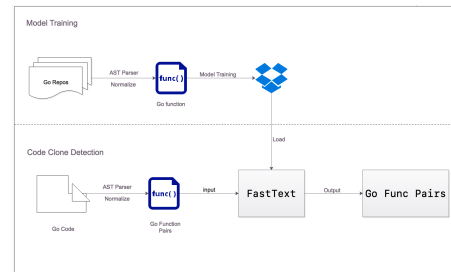 Model Training
Go Repos
AST Parser
Normalize
func()
Go function
Model Training
Load
Code Clone Detection
Go Code
AST Parser
Normalize
func()
Go Function
Pairs
input
FastText
Output
Go Func Pairs